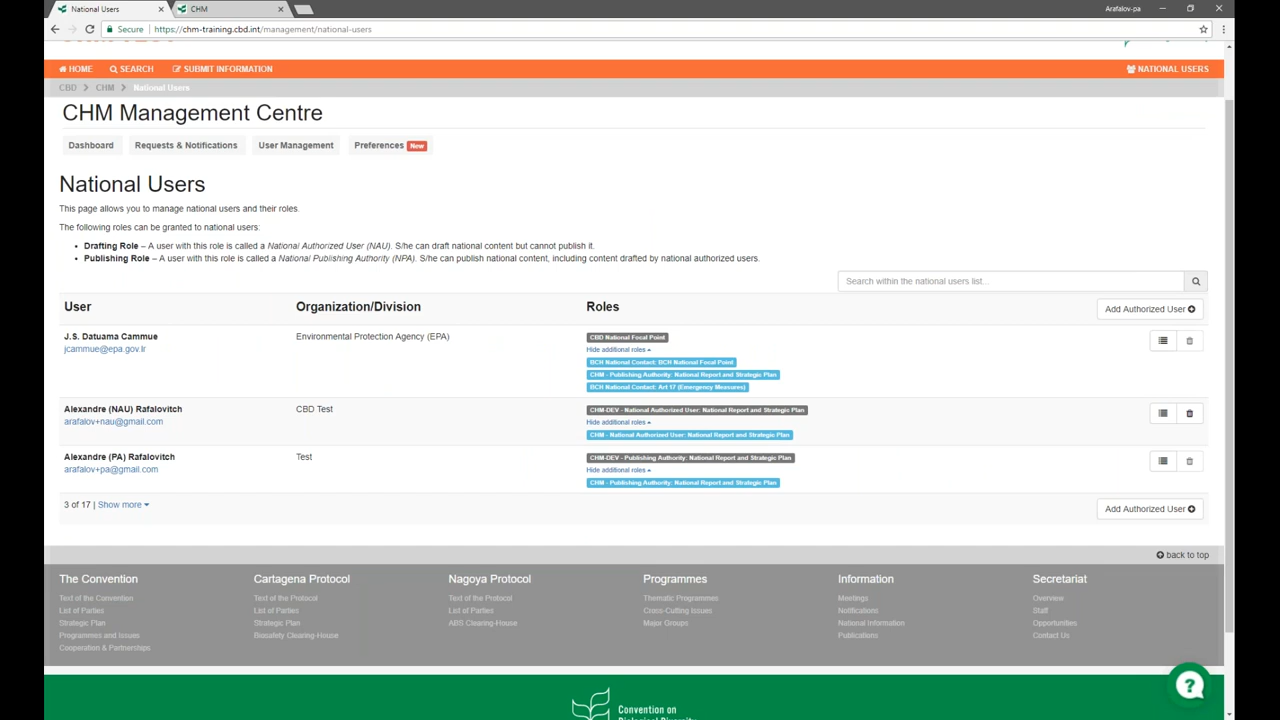 National Users
CHM
Arafalov-pa
Secure https://chm-training.cbd.int/management/national-users
HOME SEARCH SUBMIT INFORMATION NATIONAL USERS
CBD CHM National Users
CHM Management Centre
Dashboard Requests & Notifications User Management Preferences New
National Users
This page allows you to manage national users and their roles.
The following roles can be granted to national users:
• Drafting Role – A user with this role is called a National Authorized User (NAU). S/he can draft national content but cannot publish it.
• Publishing Role – A user with this role is called a National Publishing Authority (NPA). S/he can publish national content, including content drafted by national authorized users.
Search within the national users list...
User Organization/Division Roles Add Authorized User
J.S. Datuama Cammue Environmental Protection Agency (EPA) CBD National Focal Point
jcammue@epa.gov.lr Hide additional roles
BCH National Contact: BCH National Focal Point
CHM - Publishing Authority: National Report and Strategic Plan
BCH National Contact: Art 17 (Emergency Measures)
Alexandre (NAU) Rafalovitch CBD Test CHM-DEV - National Authorized User: National Report and Strategic Plan
arafalov+nau@gmail.com Hide additional roles
CHM - National Authorized User: National Report and Strategic Plan
Alexandre (PA) Rafalovitch Test CHM-DEV - Publishing Authority: National Report and Strategic Plan
arafalov+pa@gmail.com Hide additional roles
CHM - Publishing Authority: National Report and Strategic Plan
3 of 17 | Show more Add Authorized User
back to top
The Convention Cartagena Protocol Nagoya Protocol Programmes Information Secretariat
Text of the Convention Text of the Protocol Text of the Protocol Thematic Programmes Meetings Overview
List of Parties List of Parties List of Parties Cross-Cutting Issues Notifications Staff
Strategic Plan Strategic Plan ABS Clearing-House Major Groups National Information Opportunities
Programmes and Issues Biosafety Clearing-House Publications Contact Us
Cooperation & Partnerships
Convention on
Biological Diversity